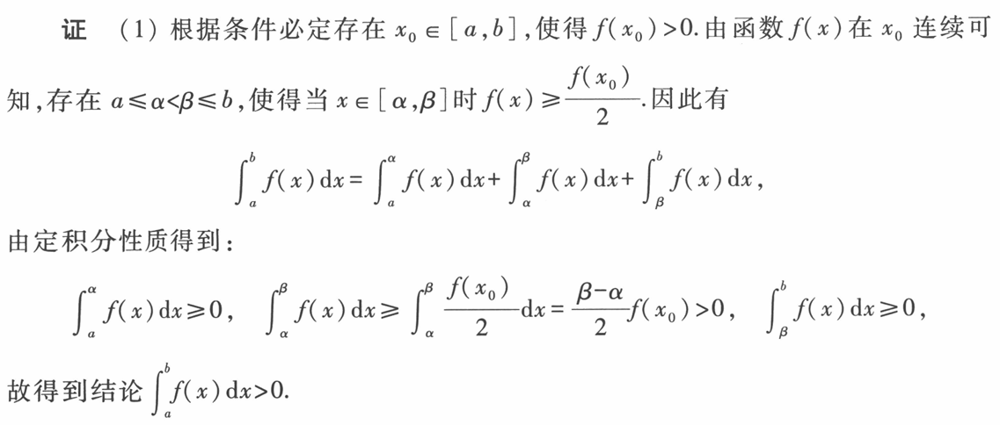 证 (1) 根据条件必定存在 $x_0 \in [a,b]$,使得 $f(x_0)>0$.由函数 $f(x)$ 在 $x_0$ 连续可
知,存在 $a \leqslant \alpha < \beta \leqslant b$,使得当 $x \in [\alpha,\beta]$ 时 $f(x) \geqslant \dfrac{f(x_0)}{2}$.因此有
$\int_a^b f(x)\,\mathrm{d}x = \int_a^\alpha f(x)\,\mathrm{d}x + \int_\alpha^\beta f(x)\,\mathrm{d}x + \int_\beta^b f(x)\,\mathrm{d}x$,
由定积分性质得到:
$\int_a^\alpha f(x)\,\mathrm{d}x \geqslant 0$, $\int_\alpha^\beta f(x)\,\mathrm{d}x \geqslant \int_\alpha^\beta \dfrac{f(x_0)}{2}\,\mathrm{d}x = \dfrac{\beta-\alpha}{2} f(x_0) > 0$, $\int_\beta^b f(x)\,\mathrm{d}x \geqslant 0$,
故得到结论 $\int_a^b f(x)\,\mathrm{d}x > 0$.